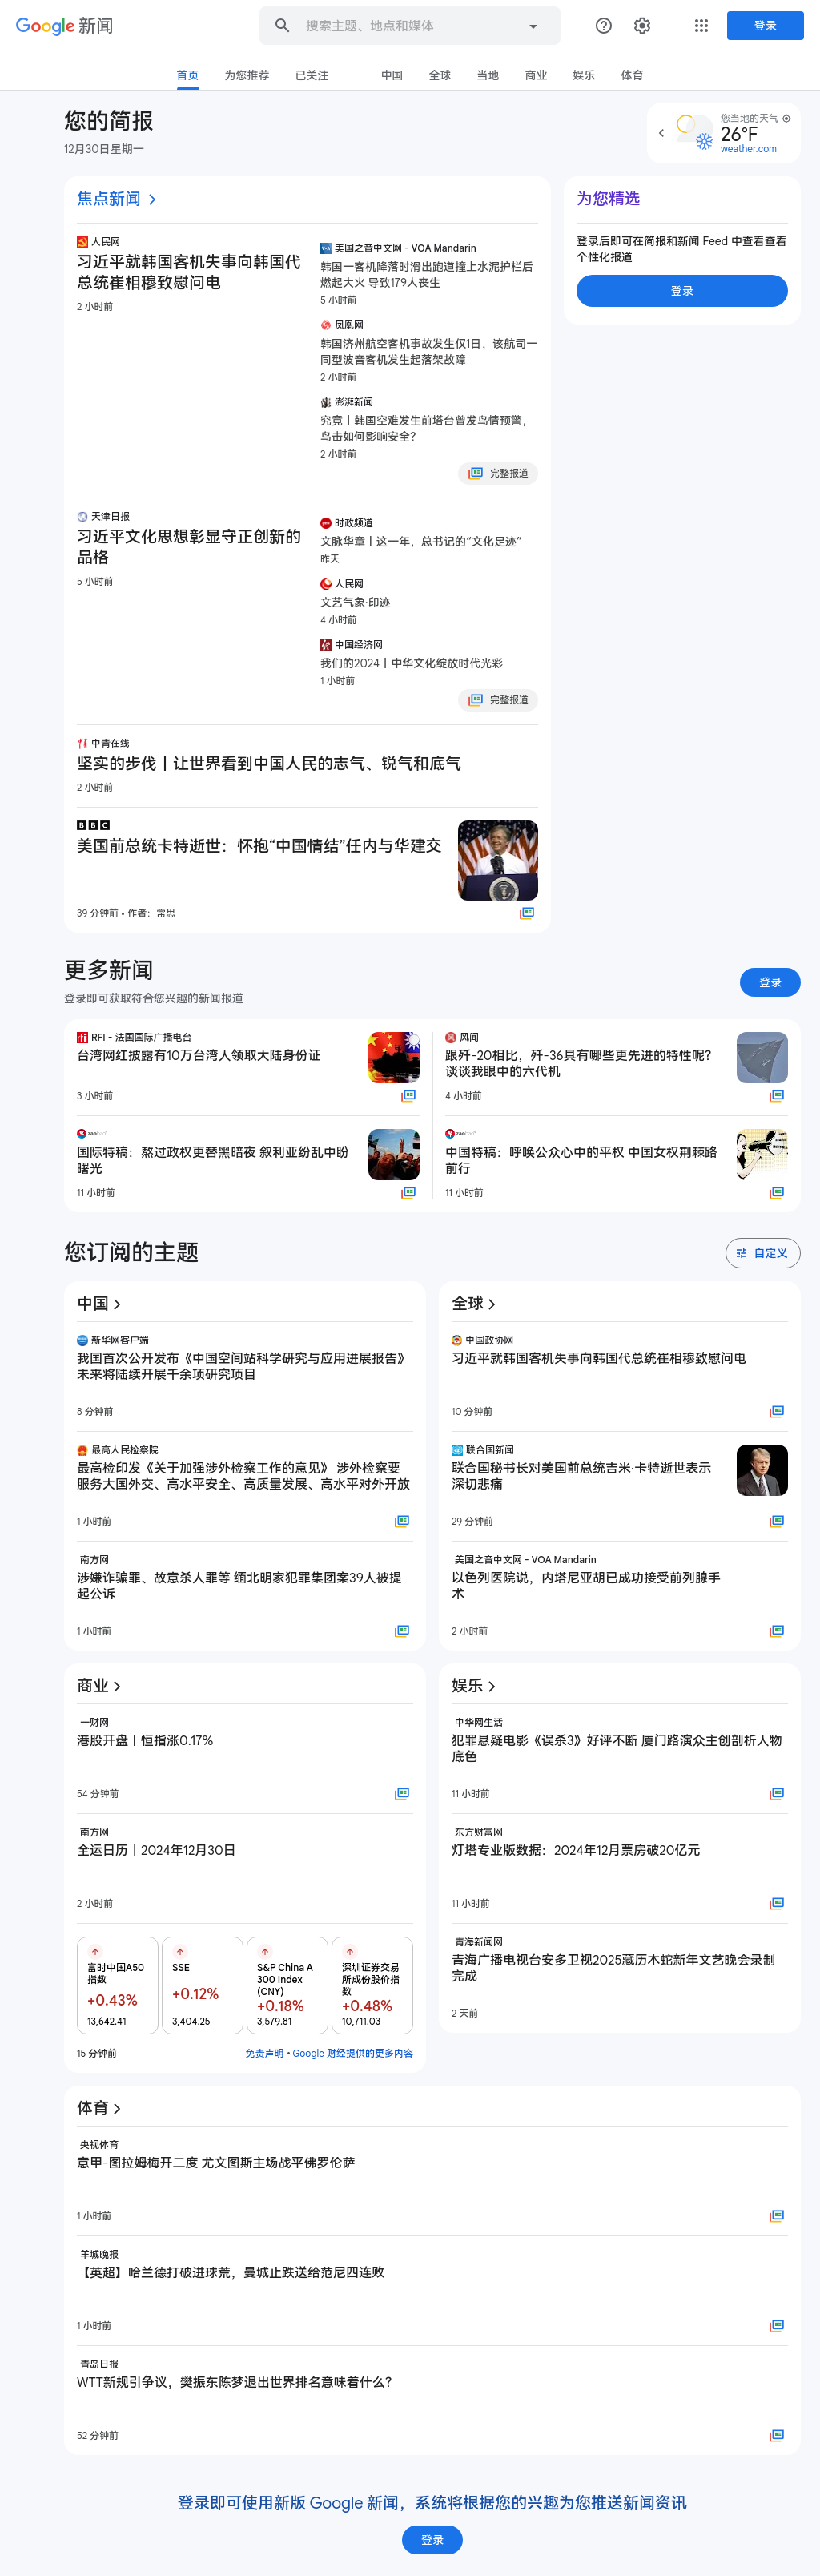 Google 新闻
搜索主题、地点和媒体
登录
首页
为您推荐
已关注
中国
全球
当地
商业
娱乐
体育
您的简报
12月30日星期一
您当地的天气
26°F
weather.com
焦点新闻
人民网
习近平就韩国客机失事向韩国代
总统崔相穆致慰问电
2 小时前
美国之音中文网 - VOA Mandarin
韩国一客机降落时滑出跑道撞上水泥护栏后
燃起大火 导致179人丧生
5 小时前
凤凰网
韩国济州航空客机事故发生仅1日，该航司一
同型波音客机发生起落架故障
2 小时前
澎湃新闻
究竟丨韩国空难发生前塔台曾发鸟情预警，
鸟击如何影响安全？
2 小时前
完整报道
天津日报
习近平文化思想彰显守正创新的
品格
5 小时前
时政频道
文脉华章丨这一年，总书记的“文化足迹”
昨天
人民网
文艺气象·印迹
4 小时前
中国经济网
我们的2024丨中华文化绽放时代光彩
1 小时前
完整报道
中青在线
坚实的步伐丨让世界看到中国人民的志气、锐气和底气
2 小时前
BBC
美国前总统卡特逝世：怀抱“中国情结”任内与华建交
39 分钟前 • 作者：常思
为您精选
登录后即可在简报和新闻 Feed 中查看查看
个性化报道
登录
更多新闻
登录即可获取符合您兴趣的新闻报道
登录
RFI - 法国国际广播电台
台湾网红披露有10万台湾人领取大陆身份证
3 小时前
风闻
跟歼-20相比，歼-36具有哪些更先进的特性呢？
谈谈我眼中的六代机
4 小时前
国际特稿：熬过政权更替黑暗夜 叙利亚纷乱中盼
曙光
11 小时前
中国特稿：呼唤公众心中的平权 中国女权荆棘路
前行
11 小时前
您订阅的主题
自定义
中国
新华网客户端
我国首次公开发布《中国空间站科学研究与应用进展报告》
未来将陆续开展千余项研究项目
8 分钟前
最高人民检察院
最高检印发《关于加强涉外检察工作的意见》 涉外检察要
服务大国外交、高水平安全、高质量发展、高水平对外开放
1 小时前
南方网
涉嫌诈骗罪、故意杀人罪等 缅北明家犯罪集团案39人被提
起公诉
1 小时前
全球
中国政协网
习近平就韩国客机失事向韩国代总统崔相穆致慰问电
10 分钟前
联合国新闻
联合国秘书长对美国前总统吉米·卡特逝世表示
深切悲痛
29 分钟前
美国之音中文网 - VOA Mandarin
以色列医院说，内塔尼亚胡已成功接受前列腺手
术
2 小时前
商业
一财网
港股开盘丨恒指涨0.17%
54 分钟前
南方网
全运日历丨2024年12月30日
2 小时前
富时中国A50
指数
+0.43%
13,642.41
SSE
+0.12%
3,404.25
S&P China A
300 Index
(CNY)
+0.18%
3,579.81
深圳证券交易
所成份股价指
数
+0.48%
10,711.03
15 分钟前
免责声明 • Google 财经提供的更多内容
娱乐
中华网生活
犯罪悬疑电影《误杀3》好评不断 厦门路演众主创剖析人物
底色
11 小时前
东方财富网
灯塔专业版数据：2024年12月票房破20亿元
11 小时前
青海新闻网
青海广播电视台安多卫视2025藏历木蛇新年文艺晚会录制
完成
2 天前
体育
央视体育
意甲-图拉姆梅开二度 尤文图斯主场战平佛罗伦萨
1 小时前
羊城晚报
【英超】哈兰德打破进球荒，曼城止跌送给范尼四连败
1 小时前
青岛日报
WTT新规引争议，樊振东陈梦退出世界排名意味着什么？
52 分钟前
登录即可使用新版 Google 新闻，系统将根据您的兴趣为您推送新闻资讯
登录